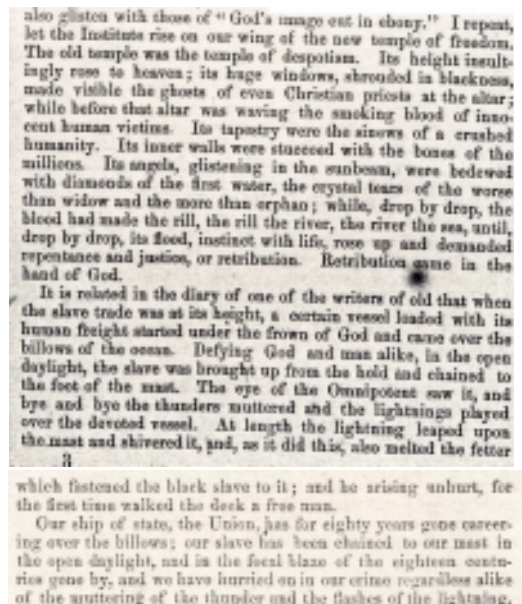 also glisten with those of "God's image cut in ebony." I repeat,
let the Institute rise on our wing of the new temple of freedom.
The old temple was the temple of despotism. Its height insult-
ingly rose to heaven; its huge windows, shrouded in blackness,
made visible the ghosts of even Christian priests at the altar;
while before that altar was waving the smoking blood of inno-
cent human victims. Its tapestry were the sinews of a crushed
humanity. Its inner walls were stuccoed with the bones of the
millions. Its angels, glistening in the sunbeam, were bedewed
with diamonds of the first water, the crystal tears of the worse
than widow and the more than orphan; while, drop by drop, the
blood had made the rill, the rill the river, the river the sea, until,
drop by drop, its flood, instinct with life, rose up and demanded
repentance and justice, or retribution. Retribution came in the
hand of God.
It is related in the diary of one of the writers of old that when
the slave trade was at its height, a certain vessel loaded with its
human freight started under the frown of God and came over the
billows of the ocean. Defying God and man alike, in the open
daylight, the slave was brought up from the hold and chained to
the foot of the mast. The eye of the Omnipotent saw it, and
bye and bye the thunders muttered and the lightnings played
over the devoted vessel. At length the lightning leaped upon
the mast and shivered it, and, as it did this, also melted the fetter
3
which fastened the black slave to it; and he arising unhurt, for
the first time walked the deck a free man.
Our ship of state, the Union, has for eighty years gone career-
ing over the billows; our slave has been chained to our mast in
the open daylight, and in the focal blaze of the eighteen centu-
ries gone by, and we have hurried on in our crime regardless alike
of the muttering of the thunder and the flashes of the lightning,